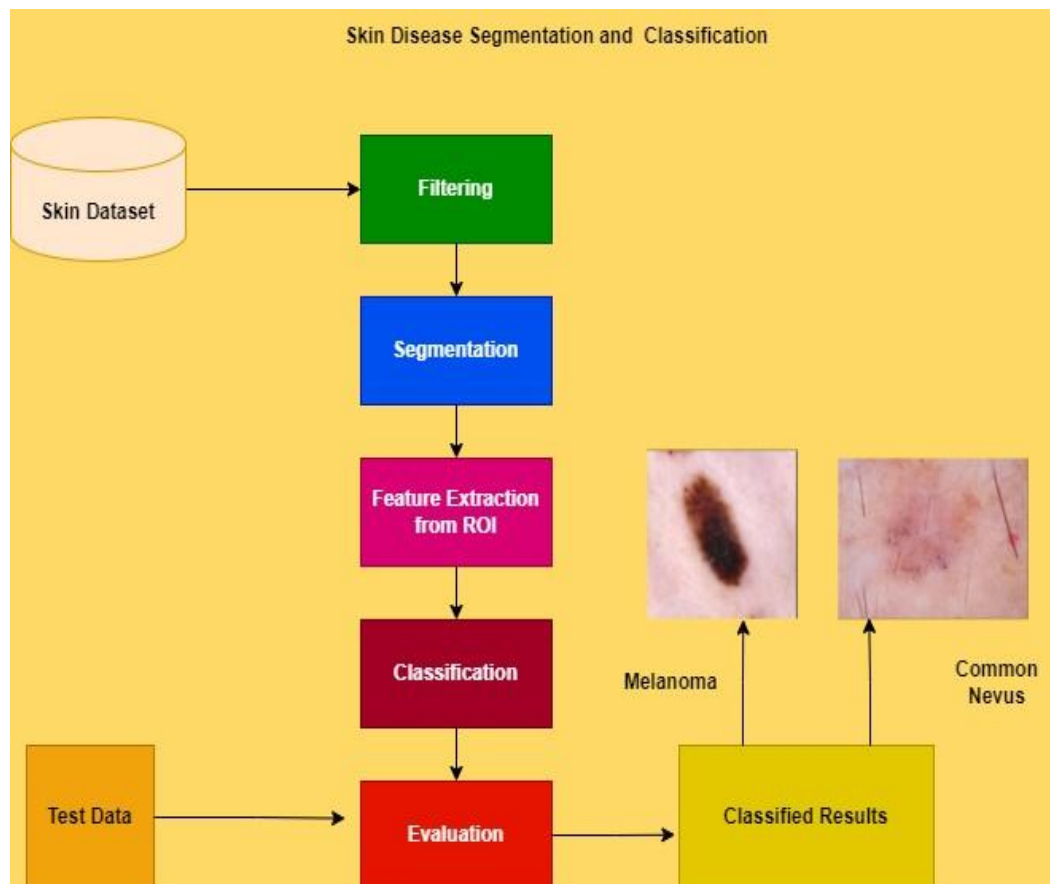 Skin Disease Segmentation and Classification
Skin Dataset
Filtering
Segmentation
Feature Extraction
from ROI
Classification
Melanoma
Common
Nevus
Test Data
Evaluation
Classified Results